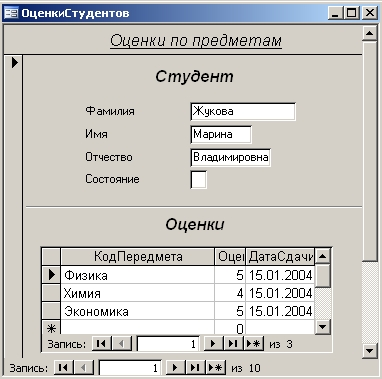 ОценкиСтудентов
Оценки по предметам
Студент
Фамилия Жукова
Имя Марина
Отчество Владимировна
Состояние
Оценки
КодПередмета Оцен ДатаСдачи
Физика 5 15.01.2004
Химия 4 15.01.2004
Экономика 5 15.01.2004
0
Запись: 1 из 3
Запись: 1 из 10